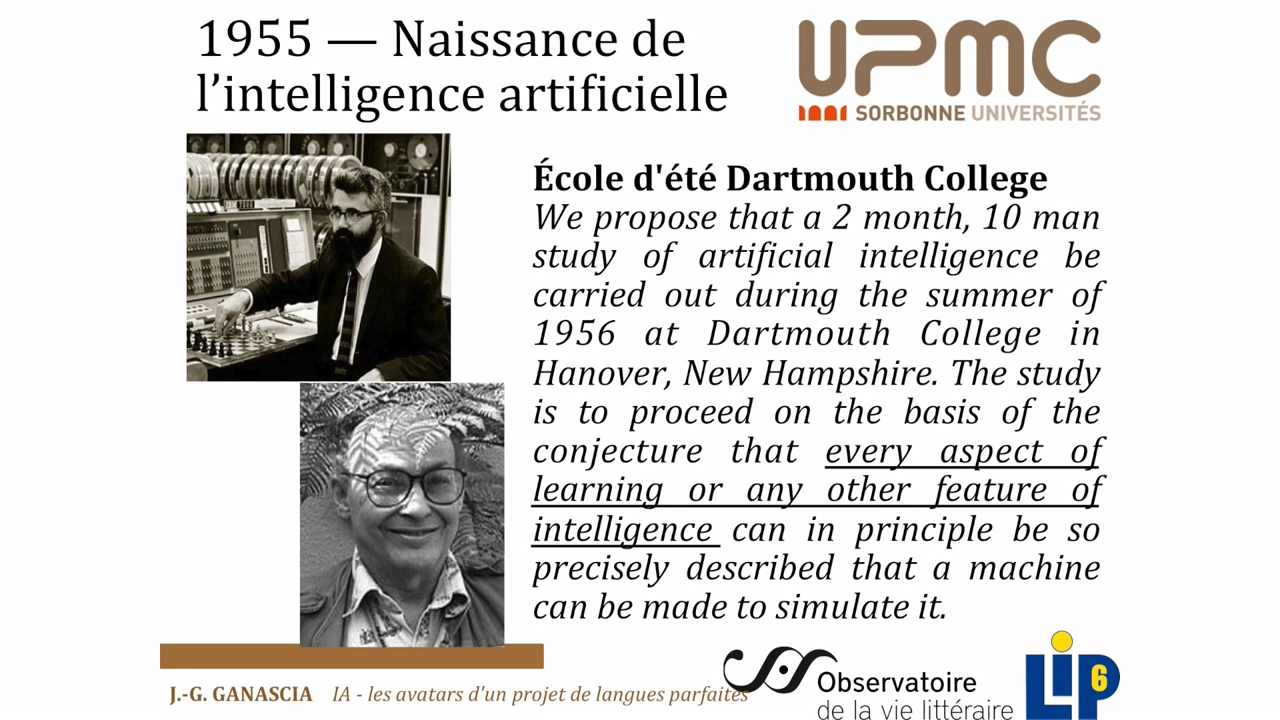 1955 — Naissance de
l'intelligence artificielle
UPMC
SORBONNE UNIVERSITÉS
École d'été Dartmouth College
We propose that a 2 month, 10 man
study of artificial intelligence be
carried out during the summer of
1956 at Dartmouth College in
Hanover, New Hampshire. The study
is to proceed on the basis of the
conjecture that every aspect of
learning or any other feature of
intelligence can in principle be so
precisely described that a machine
can be made to simulate it.
J.-G. GANASCIA IA - les avatars d'un projet de langues parfaites
Observatoire
de la vie littéraire
LIP6